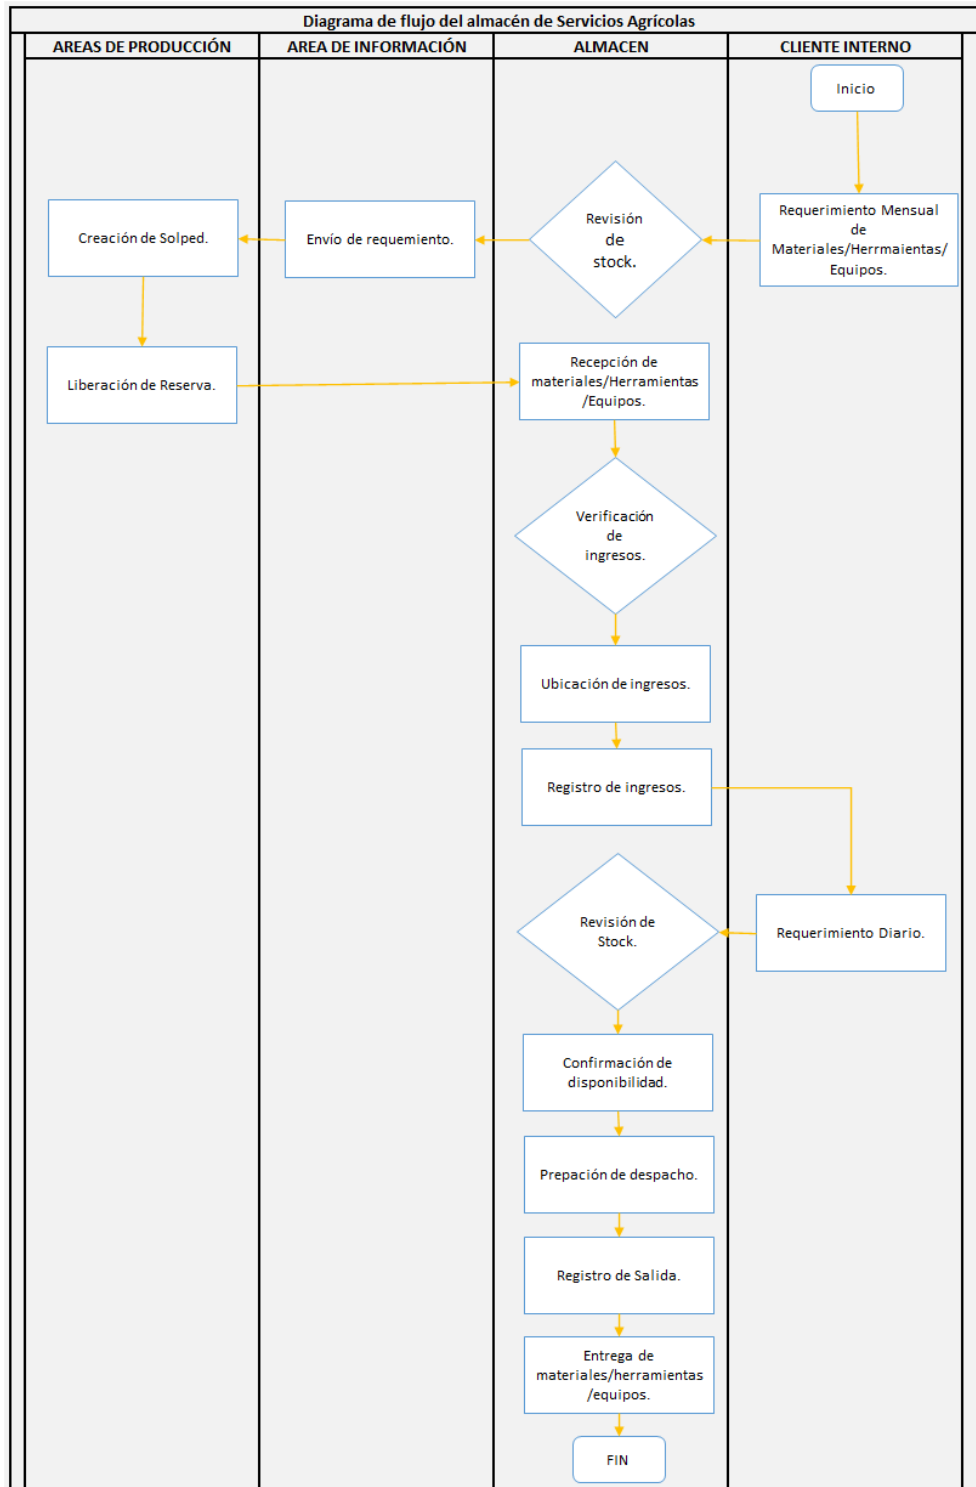 Diagrama de flujo del almacén de Servicios Agrícolas
AREAS DE PRODUCCIÓN
AREA DE INFORMACIÓN
ALMACEN
CLIENTE INTERNO
Inicio
Requerimiento Mensual
de
Materiales/Herrmaientas/
Equipos.
Revisión
de
stock.
Envío de requemiento.
Creación de Solped.
Liberación de Reserva.
Recepción de
materiales/Herramientas
/Equipos.
Verificación
de
ingresos.
Ubicación de ingresos.
Registro de ingresos.
Requerimiento Diario.
Revisión de
Stock.
Confirmación de
disponibilidad.
Prepación de despacho.
Registro de Salida.
Entrega de
materiales/herramientas
/equipos.
FIN